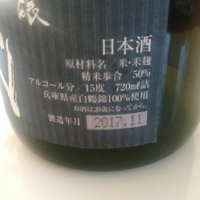 醸
日本酒
原材料名／米・米麹
精米歩合／50%
アルコール分／15度 720ml詰
兵庫県産白鶴錦100%使用
お酒は20歳になってから。
製造年月 2017.11